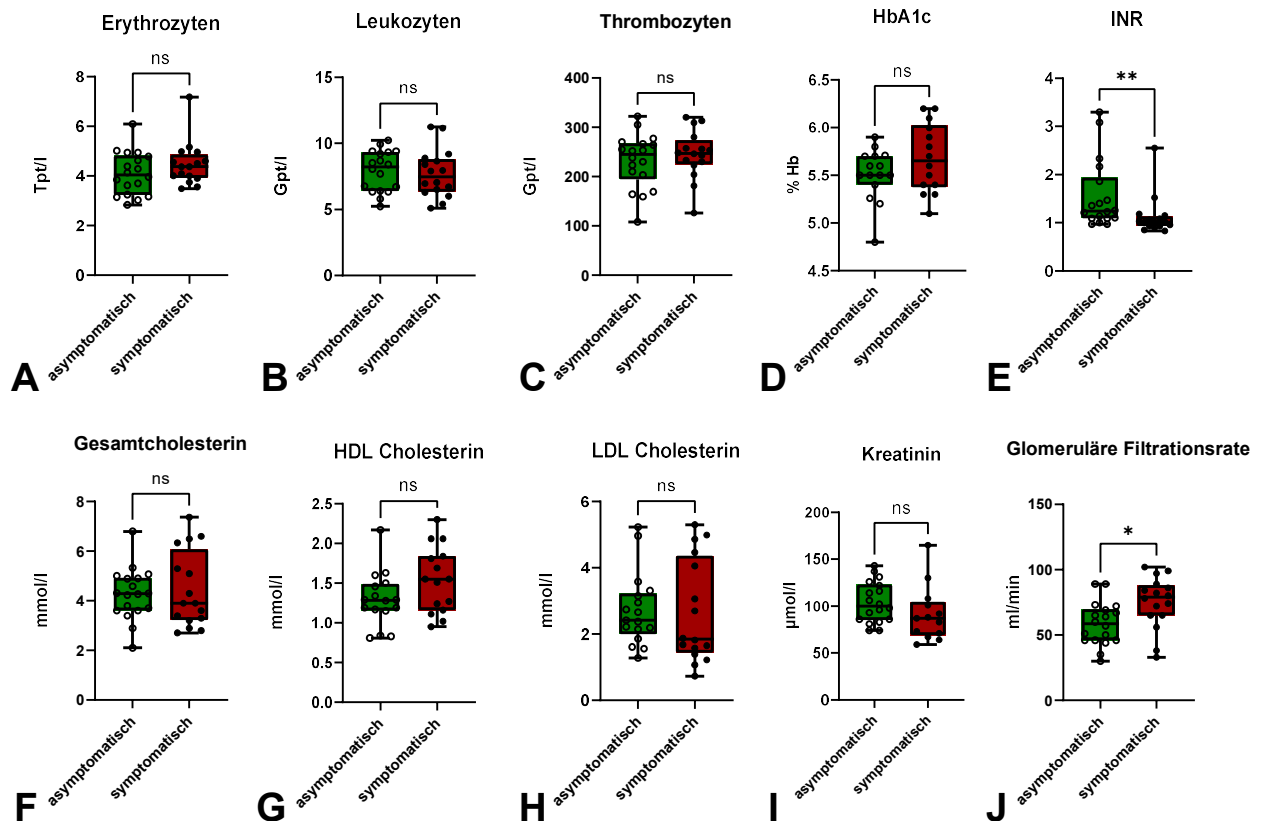 Erythrozyten
ns
Tpt/l
8
6
4
2
0
asymptomatisch
symptomatisch
A
Leukozyten
ns
Gpt/l
15
10
5
0
asymptomatisch
symptomatisch
B
Thrombozyten
ns
Gpt/l
400
300
200
100
0
asymptomatisch
symptomatisch
C
HbA1c
ns
% Hb
6.5
6.0
5.5
5.0
4.5
asymptomatisch
symptomatisch
D
INR
**
4
3
2
1
0
asymptomatisch
symptomatisch
E
Gesamtcholesterin
ns
mmol/l
8
6
4
2
0
asymptomatisch
symptomatisch
F
HDL Cholesterin
ns
mmol/l
2.5
2.0
1.5
1.0
0.5
0.0
asymptomatisch
symptomatisch
G
LDL Cholesterin
ns
mmol/l
6
4
2
0
asymptomatisch
symptomatisch
H
Kreatinin
ns
µmol/l
200
150
100
50
0
asymptomatisch
symptomatisch
I
Glomeruläre Filtrationsrate
*
ml/min
150
100
50
0
asymptomatisch
symptomatisch
J